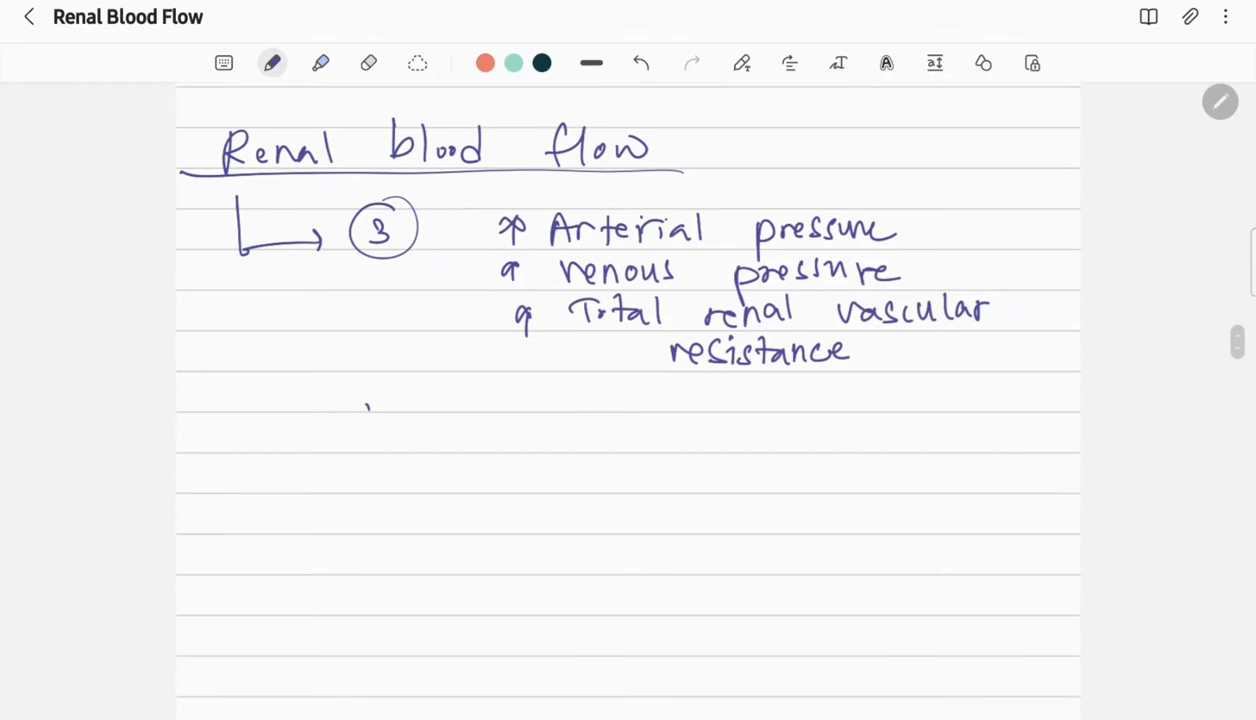 Renal Blood Flow
Renal blood flow
3
* Arterial pressure
* venous pressure
* Total renal vascular
resistance